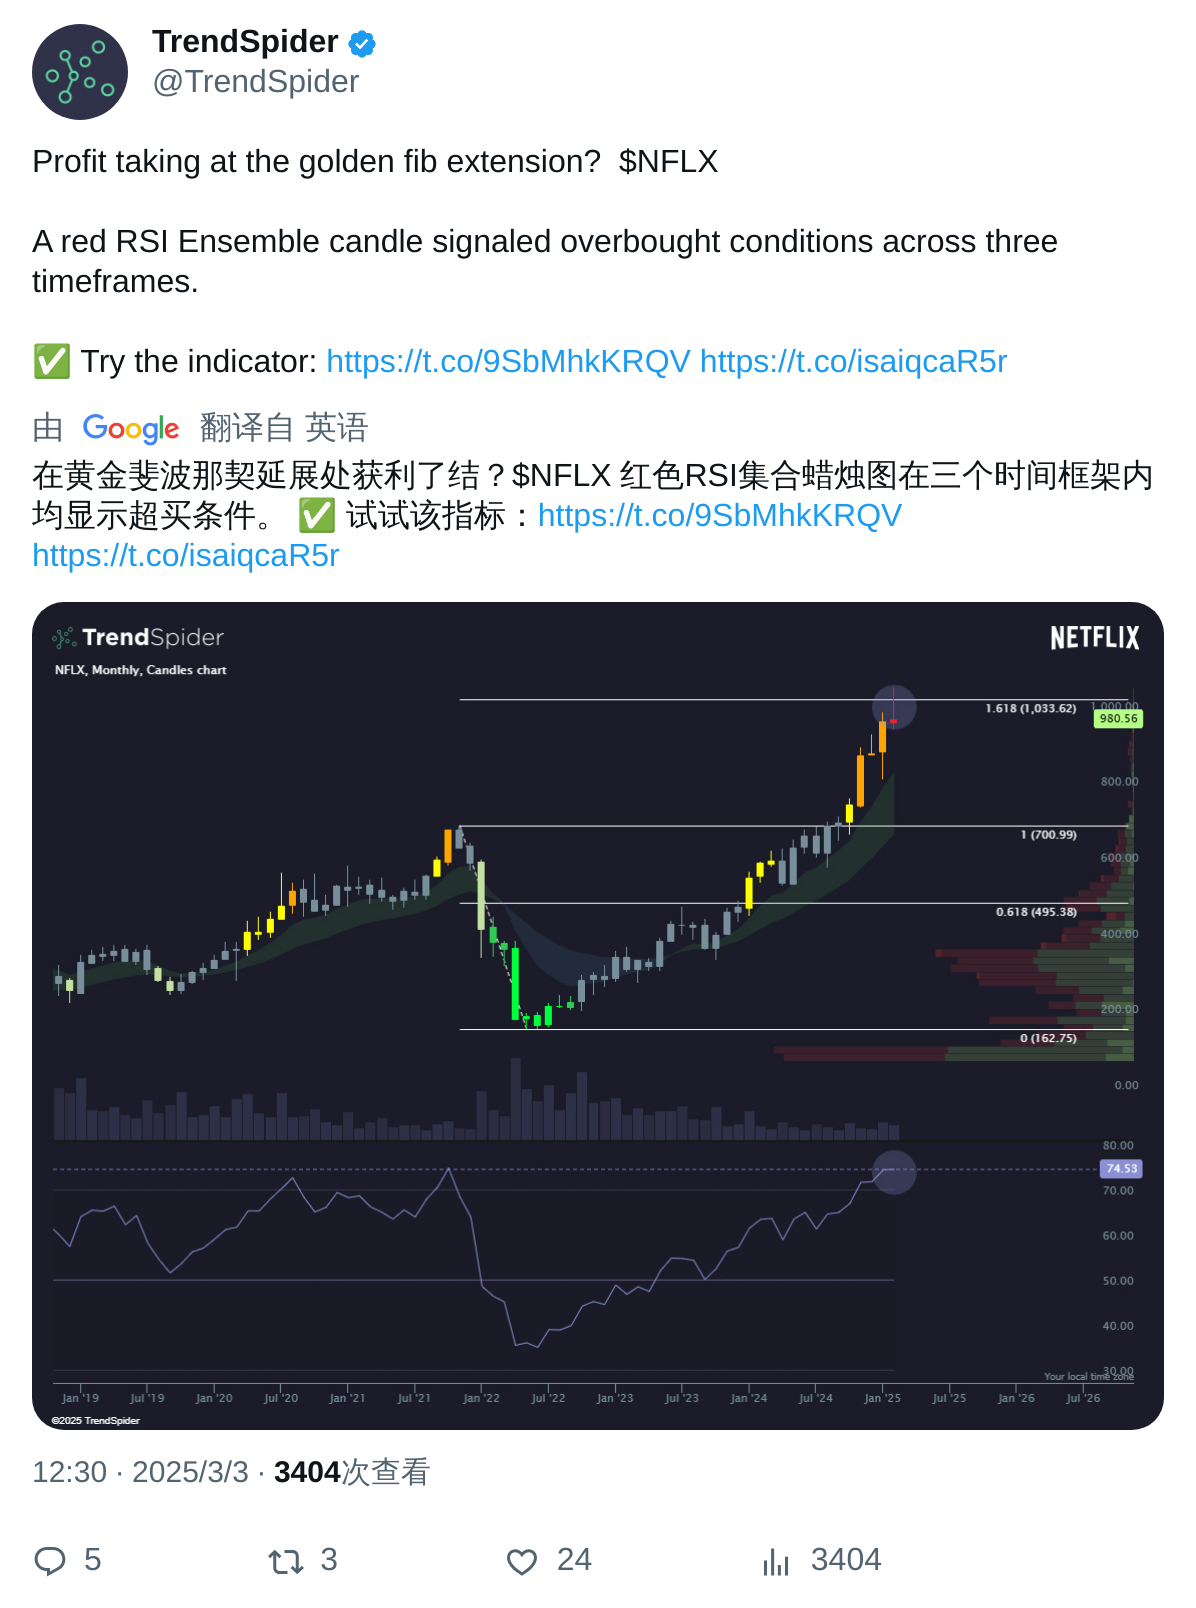 TrendSpider
@TrendSpider
Profit taking at the golden fib extension?  $NFLX
A red RSI Ensemble candle signaled overbought conditions across three
timeframes.
✅ Try the indicator: https://t.co/9SbMhkKRQV https://t.co/isaiqcaR5r
由 Google 翻译自 英语
在黄金斐波那契延展处获利了结？$NFLX 红色RSI集合蜡烛图在三个时间框架内
均显示超买条件。 ✅ 试试该指标：https://t.co/9SbMhkKRQV
https://t.co/isaiqcaR5r
TrendSpider
NETFLIX
NFLX, Monthly, Candles chart
1.618 (1,033.62)
1,000.00
980.56
800.00
1 (700.99)
600.00
0.618 (495.38)
400.00
200.00
0 (162.75)
0.00
80.00
74.53
70.00
60.00
50.00
40.00
30.00
Your local time zone
Jan '19 Jul '19 Jan '20 Jul '20 Jan '21 Jul '21 Jan '22 Jul '22 Jan '23 Jul '23 Jan '24 Jul '24 Jan '25 Jul '25 Jan '26 Jul '26
©2025 TrendSpider
12:30 · 2025/3/3 · 3404次查看
5 3 24 3404